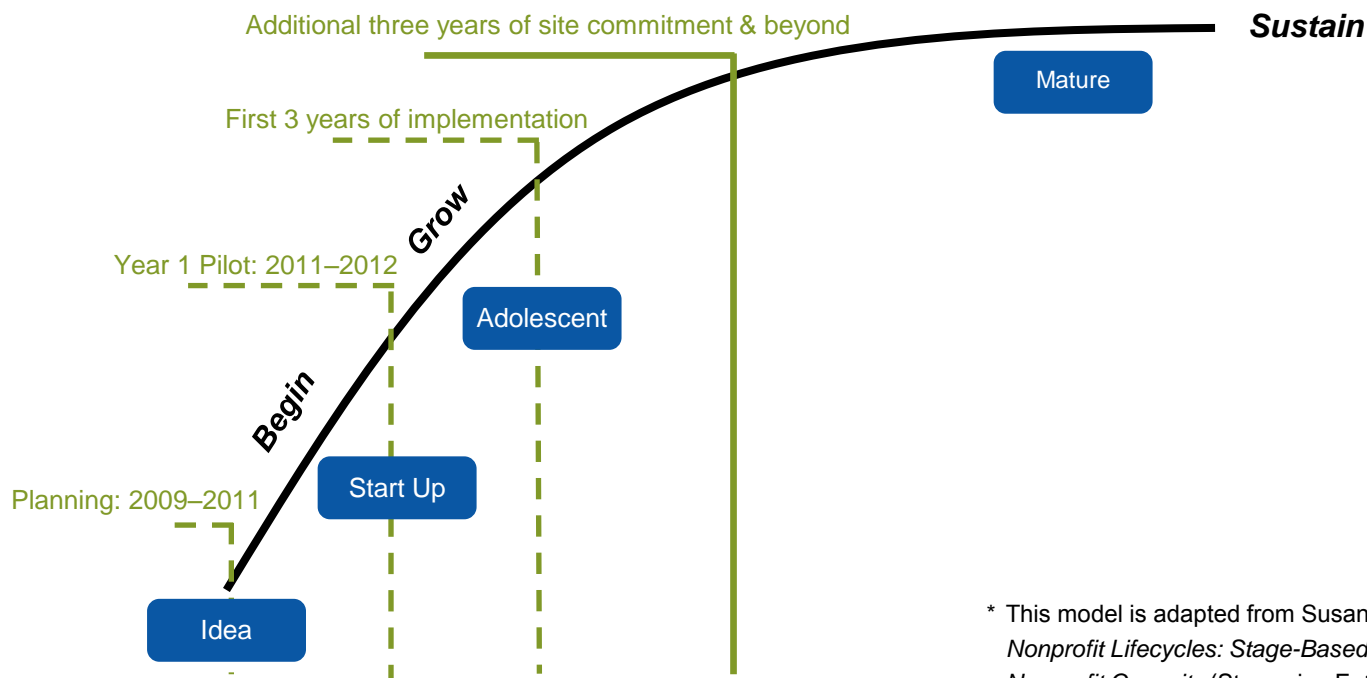 Additional three years of site commitment & beyond
Sustain
Mature
First 3 years of implementation
Grow
Year 1 Pilot: 2011–2012
Adolescent
Begin
Start Up
Planning: 2009–2011
Idea
* This model is adapted from Susan
Nonprofit Lifecycles: Stage-Based